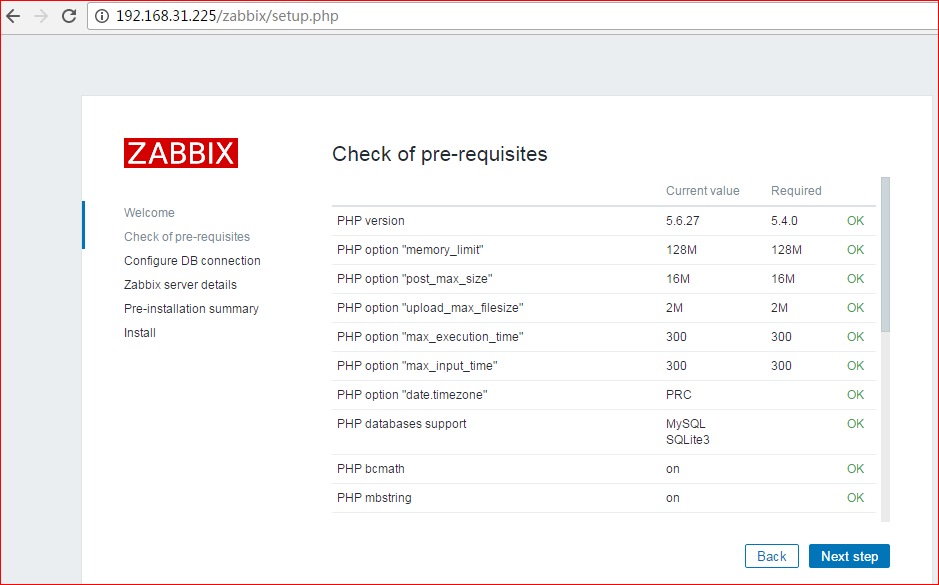 192.168.31.225/zabbix/setup.php
ZABBIX
Welcome
Check of pre-requisites
Configure DB connection
Zabbix server details
Pre-installation summary
Install
Check of pre-requisites
Current value Required
PHP version 5.6.27 5.4.0 OK
PHP option "memory_limit" 128M 128M OK
PHP option "post_max_size" 16M 16M OK
PHP option "upload_max_filesize" 2M 2M OK
PHP option "max_execution_time" 300 300 OK
PHP option "max_input_time" 300 300 OK
PHP option "date.timezone" PRC OK
PHP databases support MySQL OK
SQLite3
PHP bcmath on OK
PHP mbstring on OK
Back Next step